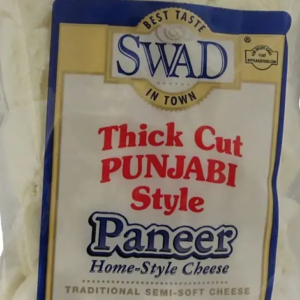 BEST TASTE
SWAD
®
IN TOWN
Thick Cut
PUNJABI
Style
Paneer
Home-Style Cheese
TRADITIONAL SEMI-SOFT CHEESE